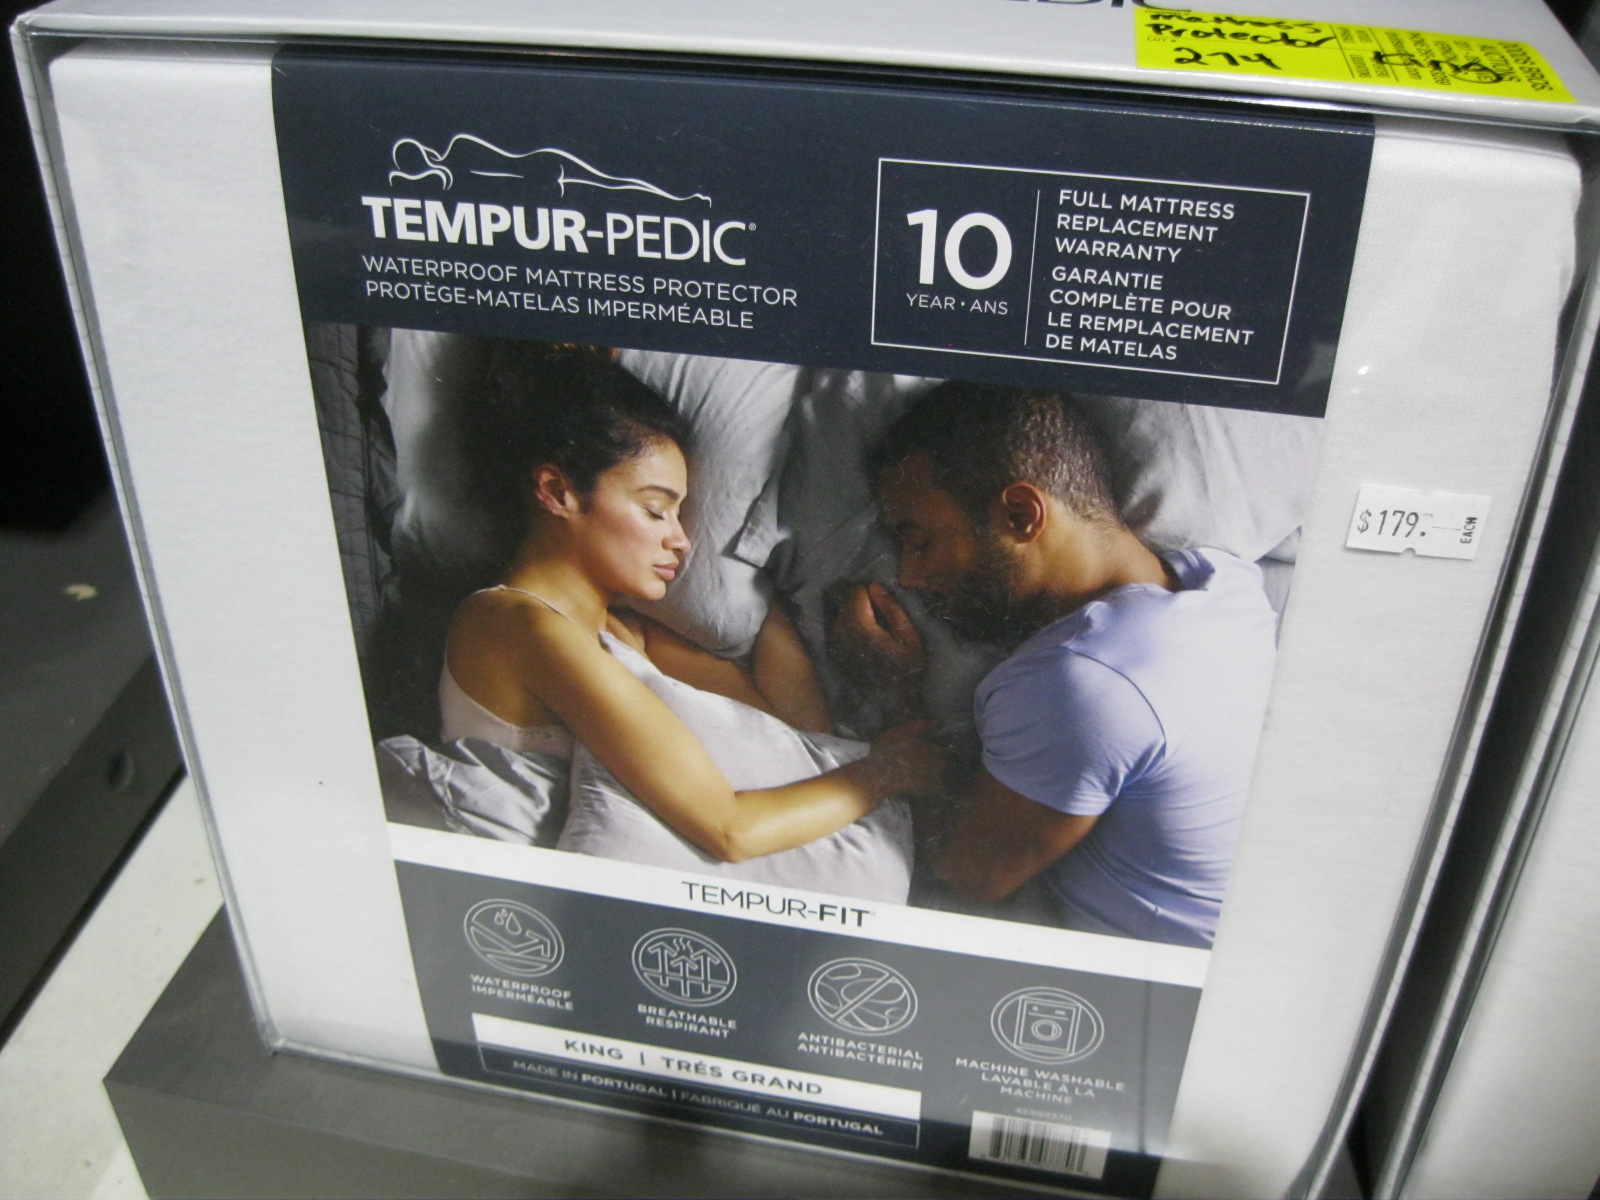 Mattress
Protector
LOT #
274
TEMPUR-PEDIC®
WATERPROOF MATTRESS PROTECTOR
PROTÈGE-MATELAS IMPERMÉABLE
10
YEAR • ANS
FULL MATTRESS
REPLACEMENT
WARRANTY
GARANTIE
COMPLÈTE POUR
LE REMPLACEMENT
DE MATELAS
$179.
EACH
TEMPUR-FIT®
WATERPROOF
IMPERMÉABLE
BREATHABLE
RESPIRANT
ANTIBACTERIAL
ANTIBACTÉRIEN
MACHINE WASHABLE
LAVABLE À LA
MACHINE
KING | TRÉS GRAND
MADE IN PORTUGAL | FABRIQUÉ AU PORTUGAL